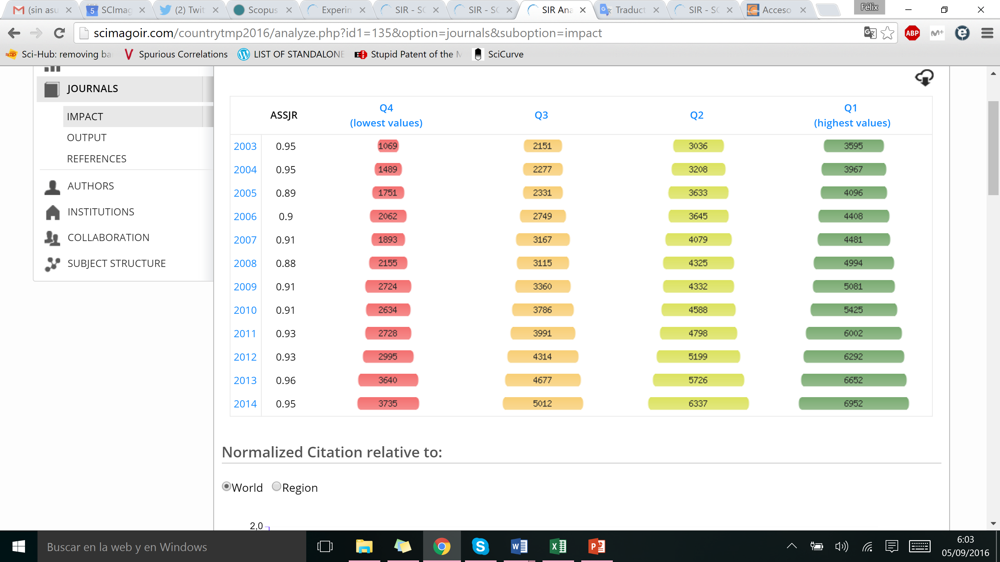 (sin asu
SCImag
(2) Twit
Scopus
Experim
SIR - SC
SIR - SC
SIR Ana
Traduct
SIR - SC
Acceso
Félix
scimagoir.com/countrytmp2016/analyze.php?id1=135&option=journals&suboption=impact
ABP
Sci-Hub: removing ba
Spurious Correlations
LIST OF STANDALONE
Stupid Patent of the M
SciCurve
JOURNALS
IMPACT
OUTPUT
REFERENCES
AUTHORS
INSTITUTIONS
COLLABORATION
SUBJECT STRUCTURE
ASSJR Q4 (lowest values) Q3 Q2 Q1 (highest values)
2003 0.95 1069 2151 3036 3595
2004 0.95 1489 2277 3208 3967
2005 0.89 1751 2331 3633 4096
2006 0.9 2062 2749 3645 4408
2007 0.91 1893 3167 4079 4481
2008 0.88 2155 3115 4325 4994
2009 0.91 2724 3360 4332 5081
2010 0.91 2634 3786 4588 5425
2011 0.93 2728 3991 4798 6002
2012 0.93 2995 4314 5199 6292
2013 0.96 3640 4677 5726 6652
2014 0.95 3735 5012 6337 6952
Normalized Citation relative to:
World Region
2,0
Buscar en la web y en Windows
6:03
05/09/2016